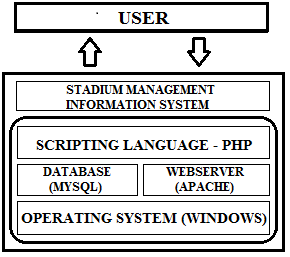 USER
STADIUM MANAGEMENT
INFORMATION SYSTEM
SCRIPTING LANGUAGE - PHP
DATABASE
(MYSQL)
WEBSERVER
(APACHE)
OPERATING SYSTEM (WINDOWS)